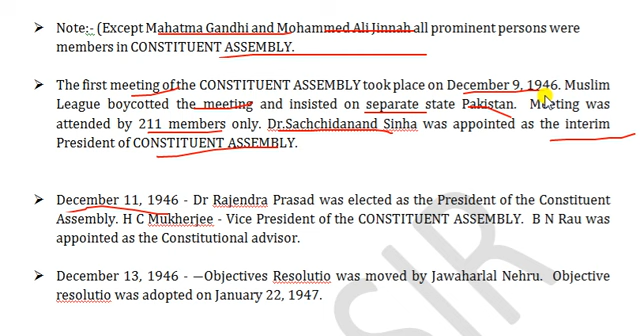 Note:- (Except Mahatma Gandhi and Mohammed Ali Jinnah all prominent persons were
members in CONSTITUENT ASSEMBLY.
The first meeting of the CONSTITUENT ASSEMBLY took place on December 9, 1946. Muslim
League boycotted the meeting and insisted on separate state Pakistan. Meeting was
attended by 211 members only. Dr.Sachchidanand Sinha was appointed as the interim
President of CONSTITUENT ASSEMBLY.
December 11, 1946 - Dr Rajendra Prasad was elected as the President of the Constituent
Assembly. H C Mukherjee - Vice President of the CONSTITUENT ASSEMBLY. B N Rau was
appointed as the Constitutional advisor.
December 13, 1946 - —Objectives Resolutio was moved by Jawaharlal Nehru. Objective
resolutio was adopted on January 22, 1947.
SIR